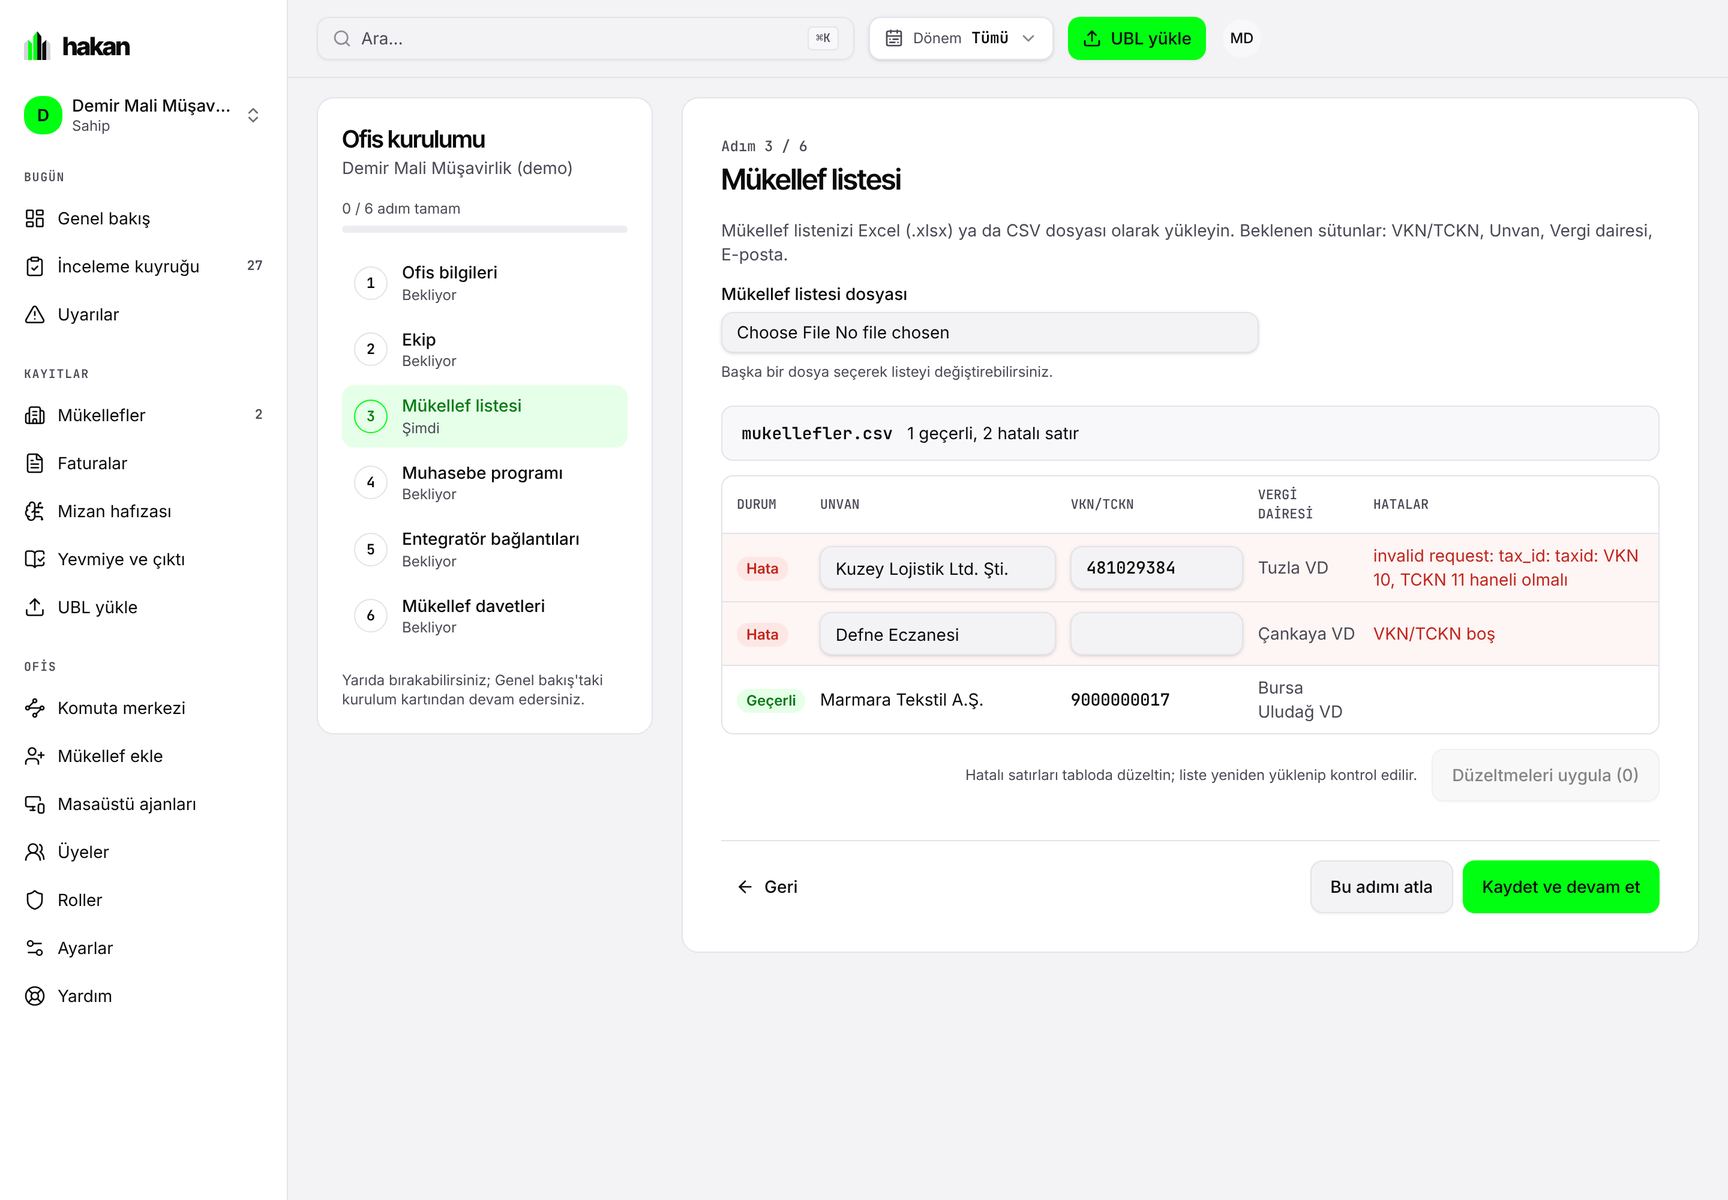 hakan
D
Demir Mali Müşav...
Sahip
BUGÜN
Genel bakış
İnceleme kuyruğu 27
Uyarılar
KAYITLAR
Mükellefler 2
Faturalar
Mizan hafızası
Yevmiye ve çıktı
UBL yükle
OFİS
Komuta merkezi
Mükellef ekle
Masaüstü ajanları
Üyeler
Roller
Ayarlar
Yardım
Ara... ⌘K
Dönem Tümü
UBL yükle
MD
Ofis kurulumu
Demir Mali Müşavirlik (demo)
0 / 6 adım tamam
1 Ofis bilgileri
Bekliyor
2 Ekip
Bekliyor
3 Mükellef listesi
Şimdi
4 Muhasebe programı
Bekliyor
5 Entegratör bağlantıları
Bekliyor
6 Mükellef davetleri
Bekliyor
Yarıda bırakabilirsiniz; Genel bakış'taki
kurulum kartından devam edersiniz.
Adım 3 / 6
Mükellef listesi
Mükellef listenizi Excel (.xlsx) ya da CSV dosyası olarak yükleyin. Beklenen sütunlar: VKN/TCKN, Unvan, Vergi dairesi,
E-posta.
Mükellef listesi dosyası
Choose File No file chosen
Başka bir dosya seçerek listeyi değiştirebilirsiniz.
mukellefler.csv 1 geçerli, 2 hatalı satır
DURUM UNVAN VKN/TCKN VERGİ DAİRESİ HATALAR
Hata Kuzey Lojistik Ltd. Şti. 481029384 Tuzla VD invalid request: tax_id: taxid: VKN
10, TCKN 11 haneli olmalı
Hata Defne Eczanesi Çankaya VD VKN/TCKN boş
Geçerli Marmara Tekstil A.Ş. 9000000017 Bursa
Uludağ VD
Hatalı satırları tabloda düzeltin; liste yeniden yüklenip kontrol edilir. Düzeltmeleri uygula (0)
Geri Bu adımı atla Kaydet ve devam et